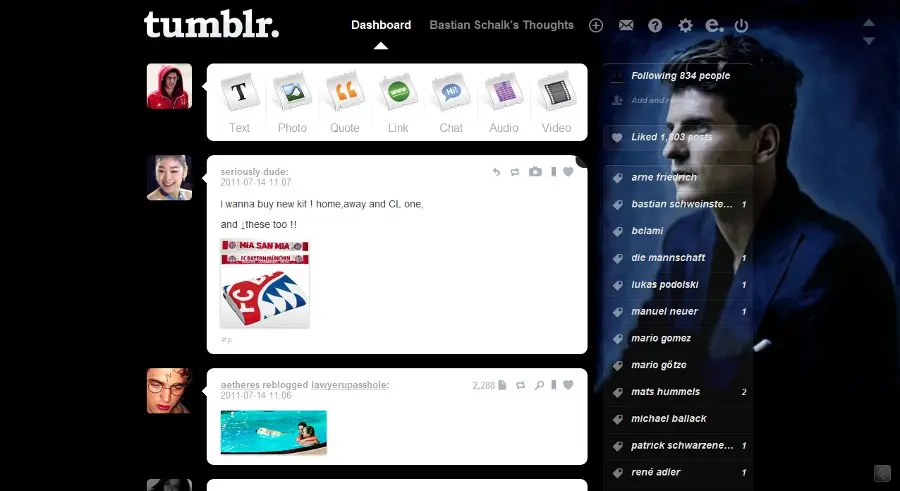 tumblr.
Dashboard
Bastian Schalk's Thoughts
Text
Photo
Quote
Link
Chat
Audio
Video
seriously-dude:
2011-07-14 11:07
I wanna buy new kit ! home,away and CL one,
and ↓these too !!
MIA SAN MIA
FC BAYERN MÜNCHEN
#p
aetheres reblogged lawyerupasshole:
2,288
2011-07-14 11:06
Following 834 people
Add and remove
Liked 1,803 posts
arne friedrich
bastian schweinste... 1
belami
die mannschaft 1
lukas podolski 1
manuel neuer 1
mario gomez
mario götze
mats hummels 2
michael ballack
patrick schwarzene... 1
rené adler 1